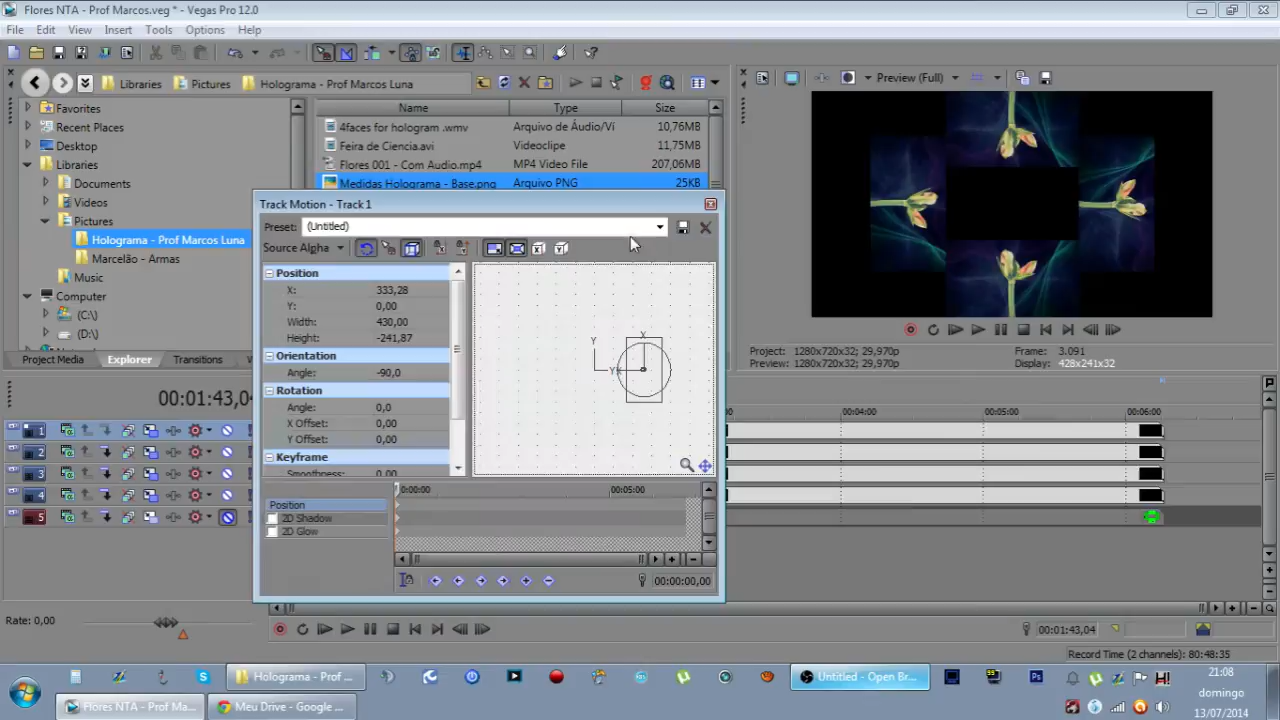 Flores NTA - Prof Marcos.veg * - Vegas Pro 12.0
File Edit View Insert Tools Options Help
Libraries Pictures Holograma - Prof Marcos Luna
Preview (Full)
Favorites
Recent Places
Desktop
Libraries
Documents
Videos
Pictures
Holograma - Prof Marcos Luna
Marcelão - Armas
Music
Computer
(C:\)
(D:\)
Name Type Size
4faces for hologram .wmv Arquivo de Áudio/Ví 10,76MB
Feira de Ciencia.avi Videoclipe 11,75MB
Flores 001 - Com Audio.mp4 MP4 Video File 207,06MB
Medidas Holograma - Base.png Arquivo PNG 25KB
Project Media Explorer Transitions
Track Motion - Track 1
Preset: (Untitled)
Source Alpha
Position
X: 333,28
Y: 0,00
Width: 430,00
Height: -241,87
Orientation
Angle: -90,0
Rotation
Angle: 0,0
X Offset: 0,00
Y Offset: 0,00
Keyframe
Smoothness: 0,00
0:00:00 00:05:00
Position
2D Shadow
2D Glow
00:00:00,00
Project: 1280x720x32; 29,970p Frame: 3.091
Preview: 1280x720x32; 29,970p Display: 428x241x32
00:01:43,04
00:04:00 00:05:00 00:06:00
1
2
3
4
5
Rate: 0,00
00:01:43,04
Record Time (2 channels): 80:48:35
Holograma - Prof ...
Untitled - Open Br...
Flores NTA - Prof Ma...
Meu Drive - Google ...
21:08
domingo
13/07/2014